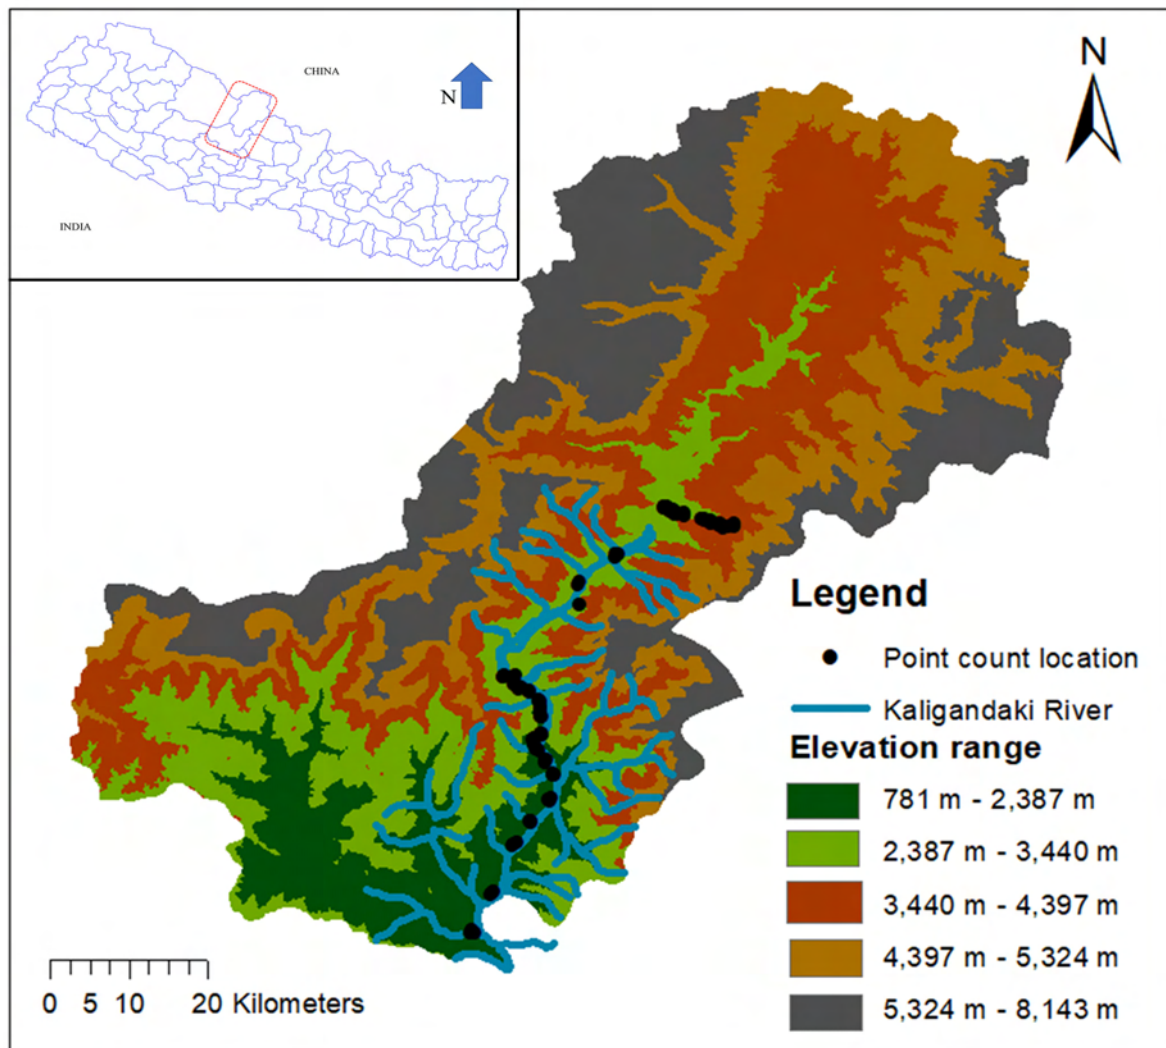 CHINA
N
INDIA
N
Legend
Point count location
Kaligandaki River
Elevation range
781 m - 2,387 m
2,387 m - 3,440 m
3,440 m - 4,397 m
4,397 m - 5,324 m
5,324 m - 8,143 m
0 5 10 20 Kilometers